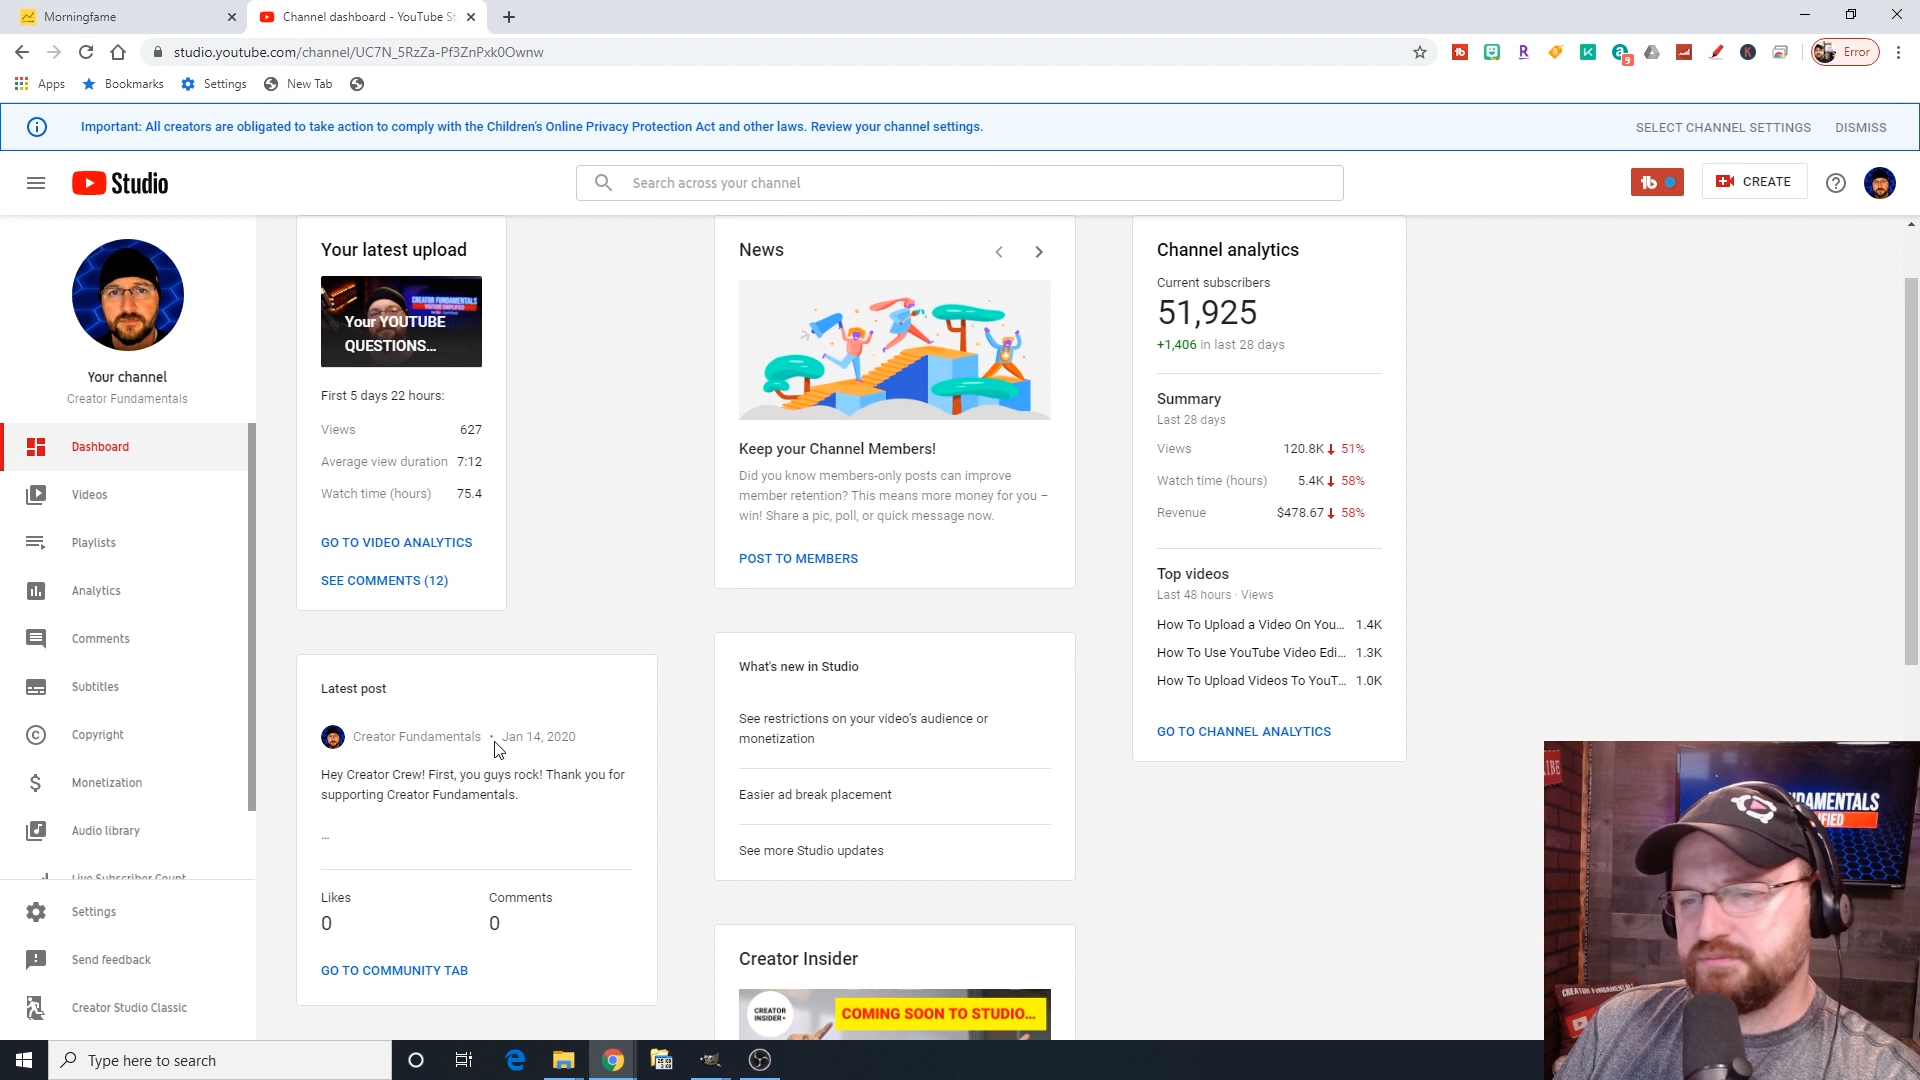 Morningfame
Channel dashboard - YouTube St
studio.youtube.com/channel/UC7N_5RzZa-Pf3ZnPxk0Ownw
9
Error
Apps
Bookmarks
Settings
New Tab
Important: All creators are obligated to take action to comply with the Children's Online Privacy Protection Act and other laws. Review your channel settings.
SELECT CHANNEL SETTINGS
DISMISS
Studio
Search across your channel
CREATE
Your channel
Creator Fundamentals
Dashboard
Videos
Playlists
Analytics
Comments
Subtitles
Copyright
Monetization
Audio library
Live Subscriber Count
Settings
Send feedback
Creator Studio Classic
Your latest upload
CREATOR FUNDAMENTALS
Your YOUTUBE
QUESTIONS...
First 5 days 22 hours:
Views 627
Average view duration 7:12
Watch time (hours) 75.4
GO TO VIDEO ANALYTICS
SEE COMMENTS (12)
Latest post
Creator Fundamentals • Jan 14, 2020
Hey Creator Crew! First, you guys rock! Thank you for
supporting Creator Fundamentals.
...
Likes Comments
0 0
GO TO COMMUNITY TAB
News
Keep your Channel Members!
Did you know members-only posts can improve
member retention? This means more money for you –
win! Share a pic, poll, or quick message now.
POST TO MEMBERS
What's new in Studio
See restrictions on your video's audience or
monetization
Easier ad break placement
See more Studio updates
Creator Insider
CREATOR
INSIDER
COMING SOON TO STUDIO...
Channel analytics
Current subscribers
51,925
+1,406 in last 28 days
Summary
Last 28 days
Views 120.8K 51%
Watch time (hours) 5.4K 58%
Revenue $478.67 58%
Top videos
Last 48 hours · Views
How To Upload a Video On You... 1.4K
How To Use YouTube Video Edi... 1.3K
How To Upload Videos To YouT... 1.0K
GO TO CHANNEL ANALYTICS
DAMENTALS
IFIED
Type here to search